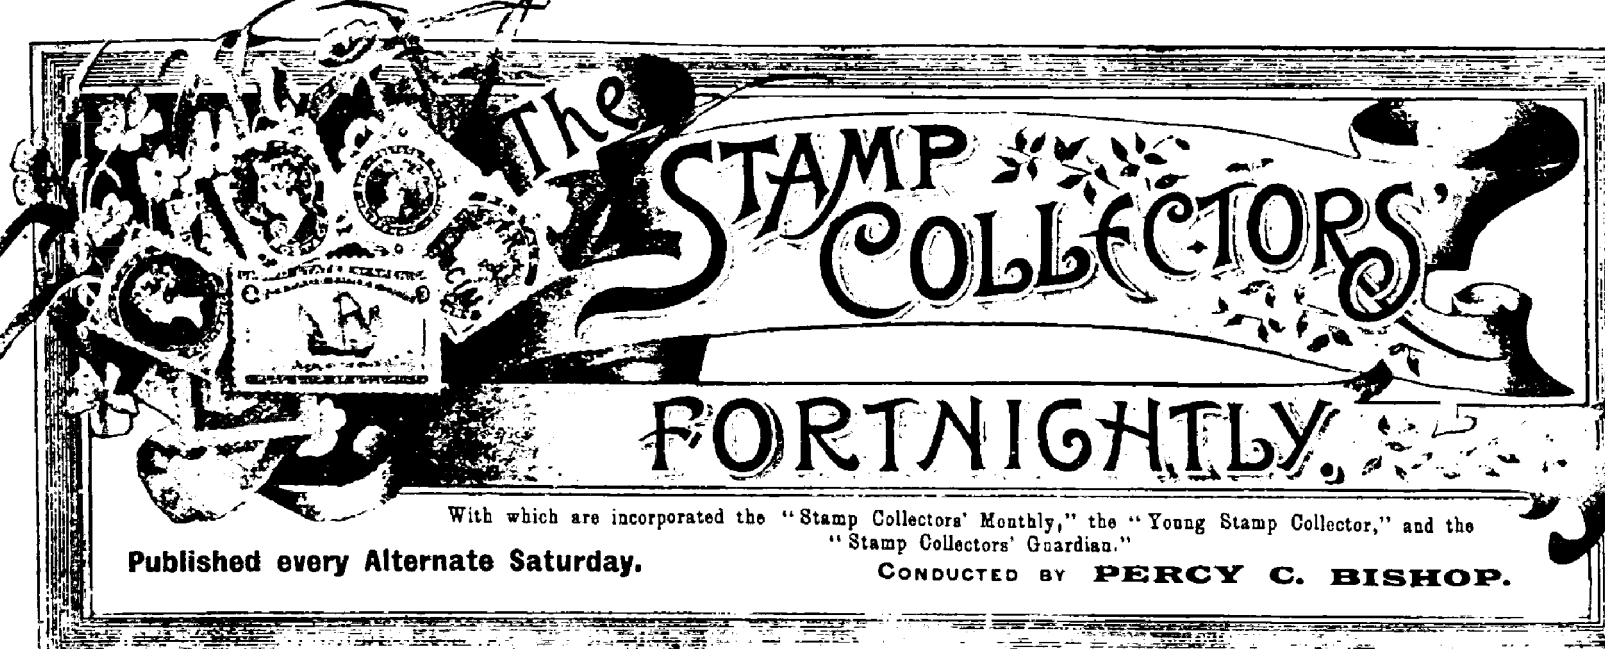 The
STAMP
COLLECTORS'
FORTNIGHTLY.
With which are incorporated the "Stamp Collectors' Monthly," the "Young Stamp Collector," and the
"Stamp Collectors' Guardian."
Published every Alternate Saturday.
CONDUCTED BY PERCY C. BISHOP.